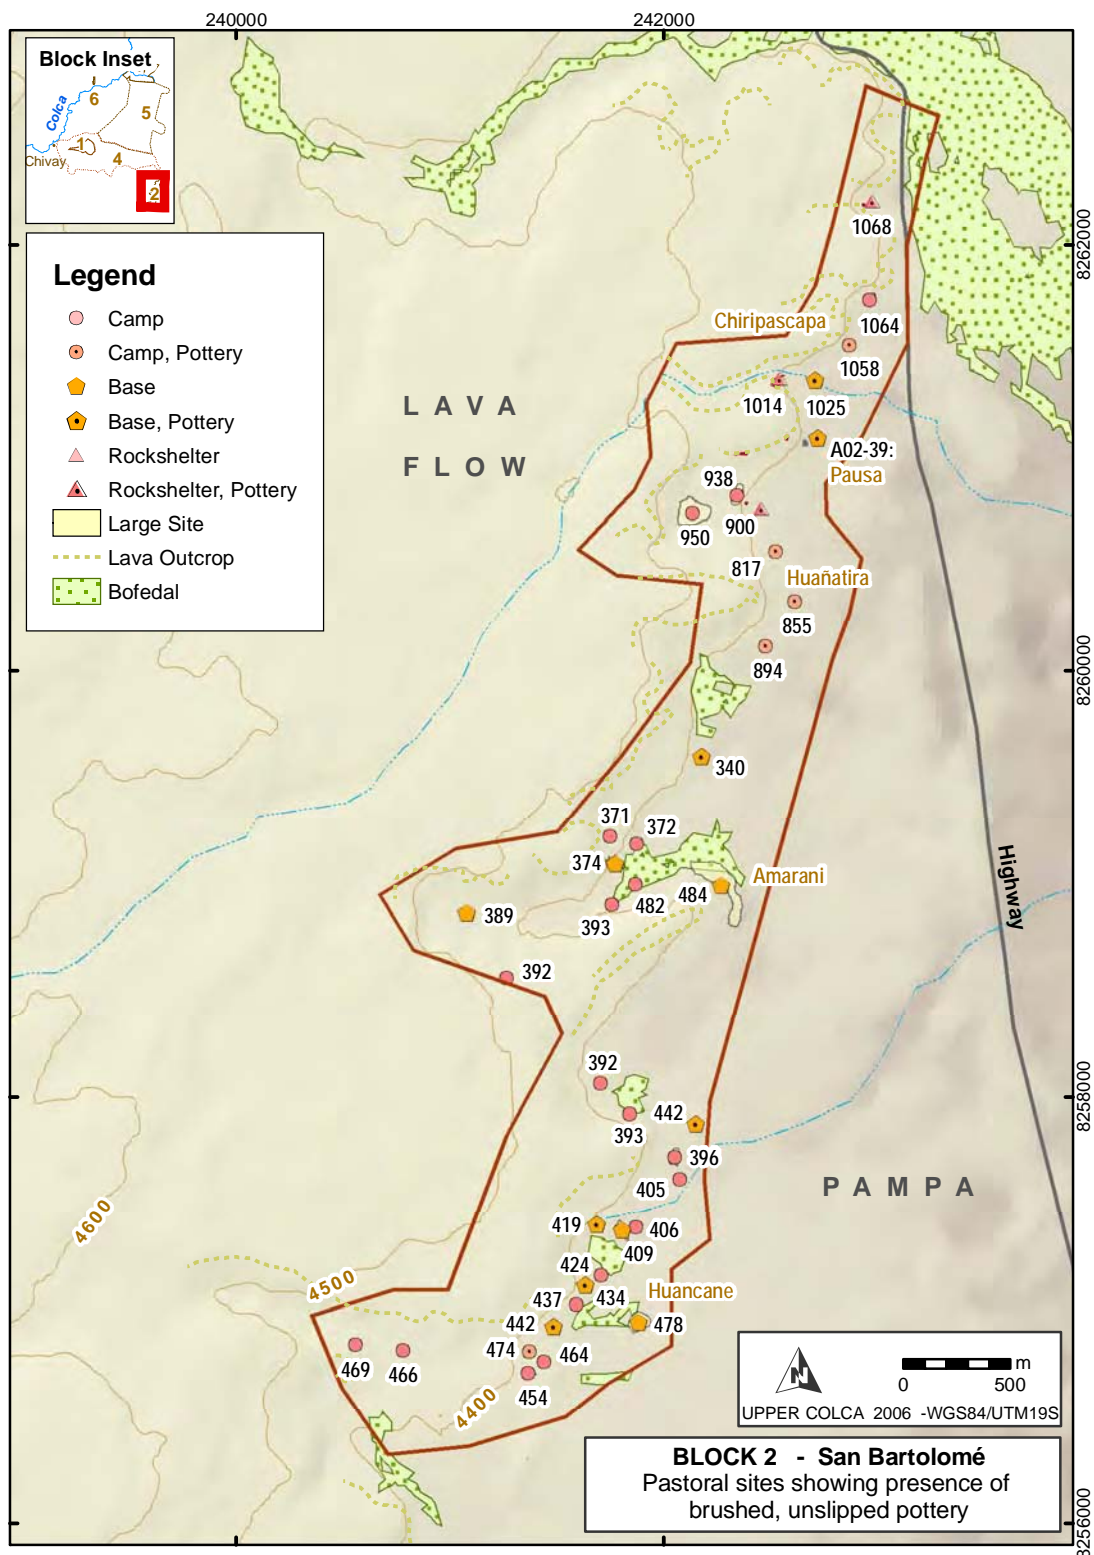 240000
242000
Block Inset
Colca
6
5
1
4
Chivay
2
Legend
Camp
Camp, Pottery
Base
Base, Pottery
Rockshelter
Rockshelter, Pottery
Large Site
Lava Outcrop
Bofedal
LAVA
FLOW
1068
8262000
1064
Chiripascapa
1058
1014
1025
A02-39:
Pausa
938
950
900
817
Huañatira
855
894
8260000
340
371
372
374
Amarani
484
482
393
389
392
Highway
392
8258000
393
442
396
405
PAMPA
4600
419
406
409
424
4500
434
Huancane
437
442
478
474
464
469
466
454
4400
N
m
0
500
UPPER COLCA 2006 -WGS84/UTM19S
BLOCK 2 - San Bartolomé
Pastoral sites showing presence of
brushed, unslipped pottery
8256000